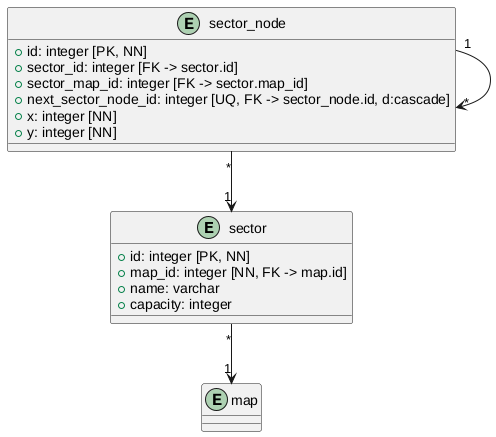 E sector_node
id: integer [PK, NN]
sector_id: integer [FK -> sector.id]
sector_map_id: integer [FK -> sector.map_id]
next_sector_node_id: integer [UQ, FK -> sector_node.id, d:cascade]
x: integer [NN]
y: integer [NN]
1
*
*
1
E sector
id: integer [PK, NN]
map_id: integer [NN, FK -> map.id]
name: varchar
capacity: integer
*
1
E map